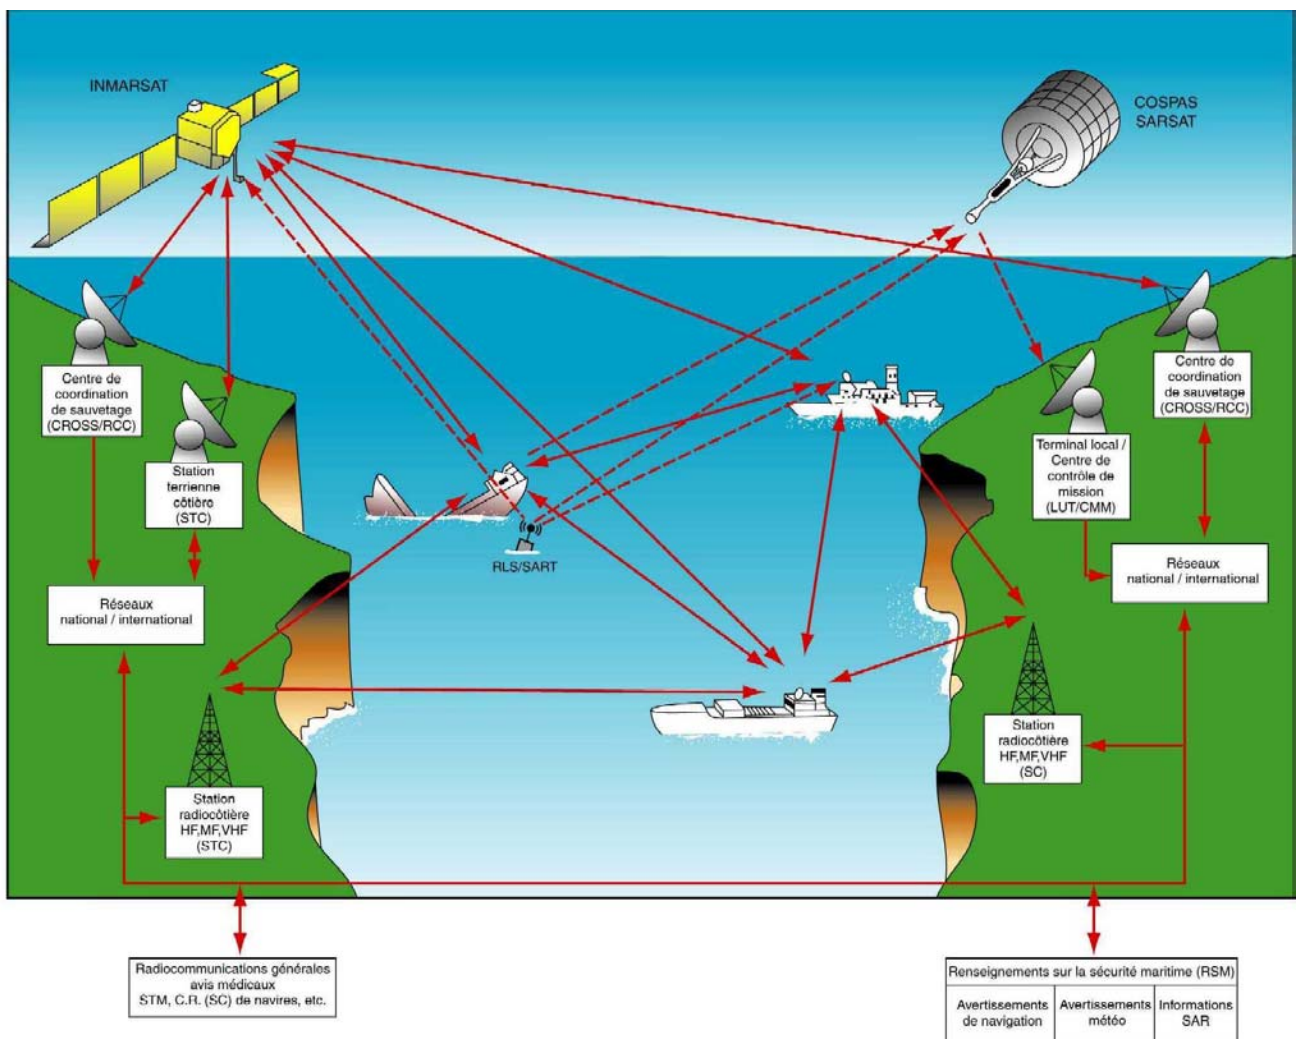 INMARSAT
COSPAS
SARSAT
Centre de
coordination
de sauvetage
(CROSS/RCC)
Station
terrienne
côtière
(STC)
Réseaux
national / international
Station
radiocôtière
HF,MF,VHF
(STC)
RLS/SART
Centre de
coordination
de sauvetage
(CROSS/RCC)
Terminal local /
Centre de
contrôle de
mission
(LUT/CMM)
Réseaux
national / international
Station
radiocôtière
HF,MF,VHF
(SC)
Radiocommunications générales
avis médicaux
STM, C.R. (SC) de navires, etc.
Renseignements sur la sécurité maritime (RSM)
Avertissements
de navigation
Avertissements
météo
Informations
SAR